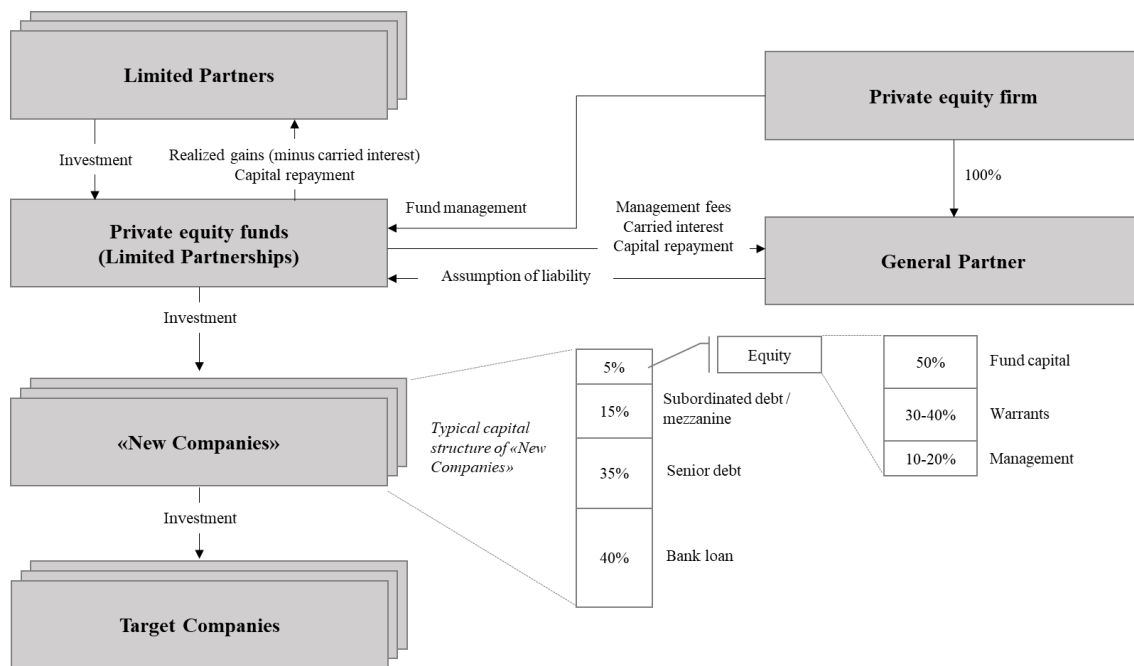 Limited Partners
Private equity firm
Investment
Realized gains (minus carried interest)
Capital repayment
100%
Fund management
Management fees
Carried interest
Capital repayment
Private equity funds
(Limited Partnerships)
General Partner
Assumption of liability
Investment
5%
Equity
50%
Fund capital
15%
Subordinated debt /
mezzanine
30-40%
Warrants
«New Companies»
Typical capital
structure of «New
Companies»
10-20%
Management
35%
Senior debt
Investment
40%
Bank loan
Target Companies